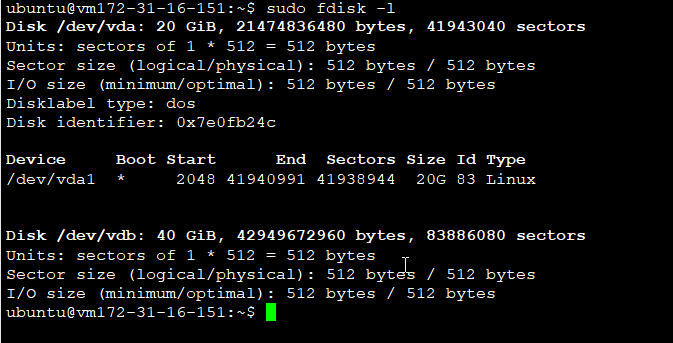 ubuntu@vm172-31-16-151:~$ sudo fdisk -l
Disk /dev/vda: 20 GiB, 21474836480 bytes, 41943040 sectors
Units: sectors of 1 * 512 = 512 bytes
Sector size (logical/physical): 512 bytes / 512 bytes
I/O size (minimum/optimal): 512 bytes / 512 bytes
Disklabel type: dos
Disk identifier: 0x7e0fb24c
Device     Boot Start      End  Sectors Size Id Type
/dev/vda1  *     2048 41940991 41938944  20G 83 Linux
Disk /dev/vdb: 40 GiB, 42949672960 bytes, 83886080 sectors
Units: sectors of 1 * 512 = 512 bytes
Sector size (logical/physical): 512 bytes / 512 bytes
I/O size (minimum/optimal): 512 bytes / 512 bytes
ubuntu@vm172-31-16-151:~$